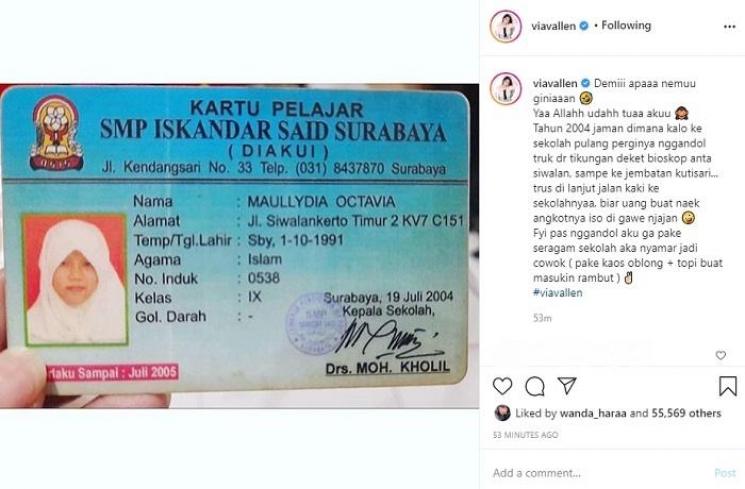 KARTU PELAJAR
SMP ISKANDAR SAID SURABAYA
( DIAKUI )
Jl. Kendangsari No. 33 Telp. (031) 8437870 Surabaya
Nama : MAULLYDIA OCTAVIA
Alamat : Jl. Siwalankerto Timur 2 KV7 C151
Temp/Tgl.Lahir : Sby, 1-10-1991
Agama : Islam
No. Induk : 0538
Kelas : IX
Gol. Darah : -
Surabaya, 19 Juli 2004
Kepala Sekolah,
SMP
Drs. MOH. KHOLIL
rlaku Sampai : Juli 2005
viavallen • Following
viavallen Demiii apaaa nemuu
giniaaan 🤣
Yaa Allahh udahh tuaa akuu 🙈
Tahun 2004 jaman dimana kalo ke
sekolah pulang perginya nggandol
truk dr tikungan deket bioskop anta
siwalan, sampe ke jembatan kutisari...
trus di lanjut jalan kaki ke
sekolahnyaa, biar uang buat naek
angkotnya iso di gawe njajan 🤪
Fyi pas nggandol aku ga pake
seragam sekolah aka nyamar jadi
cowok ( pake kaos oblong + topi buat
masukin rambut ) ✌
#viavallen
53m
Liked by wanda_haraa and 55,569 others
53 MINUTES AGO
Add a comment... Post